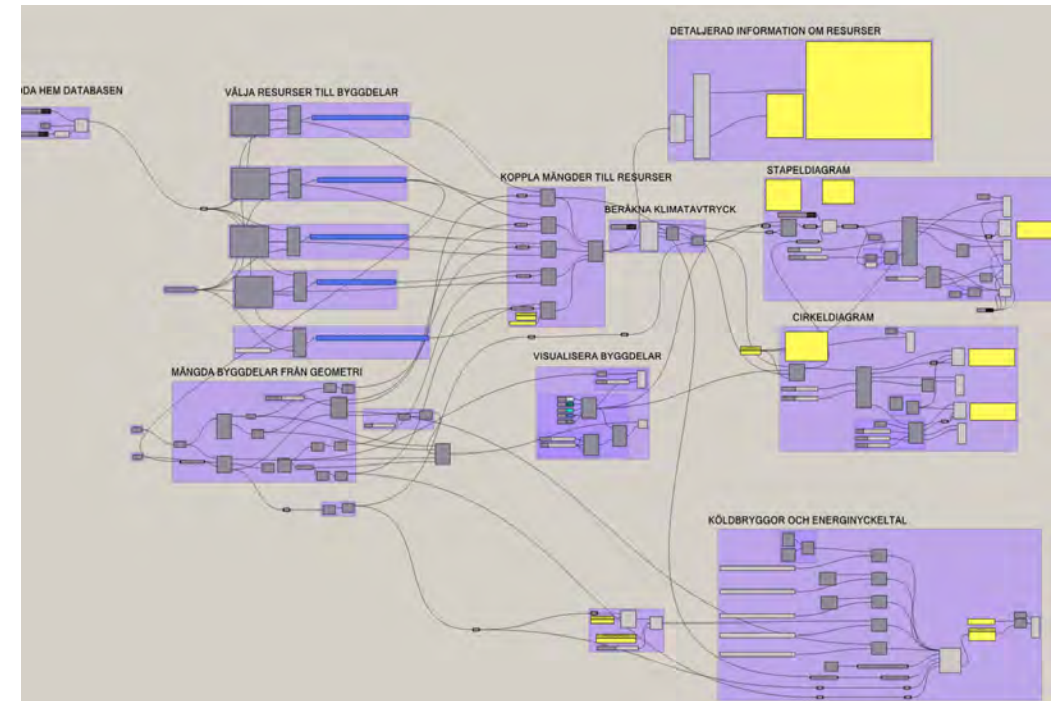 DETALJERAD INFORMATION OM RESURSER
DA HEM DATABASEN
VÄLJA RESURSER TILL BYGGDELAR
KOPPLA MÄNGDER TILL RESURSER
STAPELDIAGRAM
BERÄKNA KLIMATAVTRYCK
CIRKELDIAGRAM
VISUALISERA BYGGDELAR
MÄNGDA BYGGDELAR FRÅN GEOMETRI
KÖLDBRYGGOR OCH ENERGINYCKELTAL